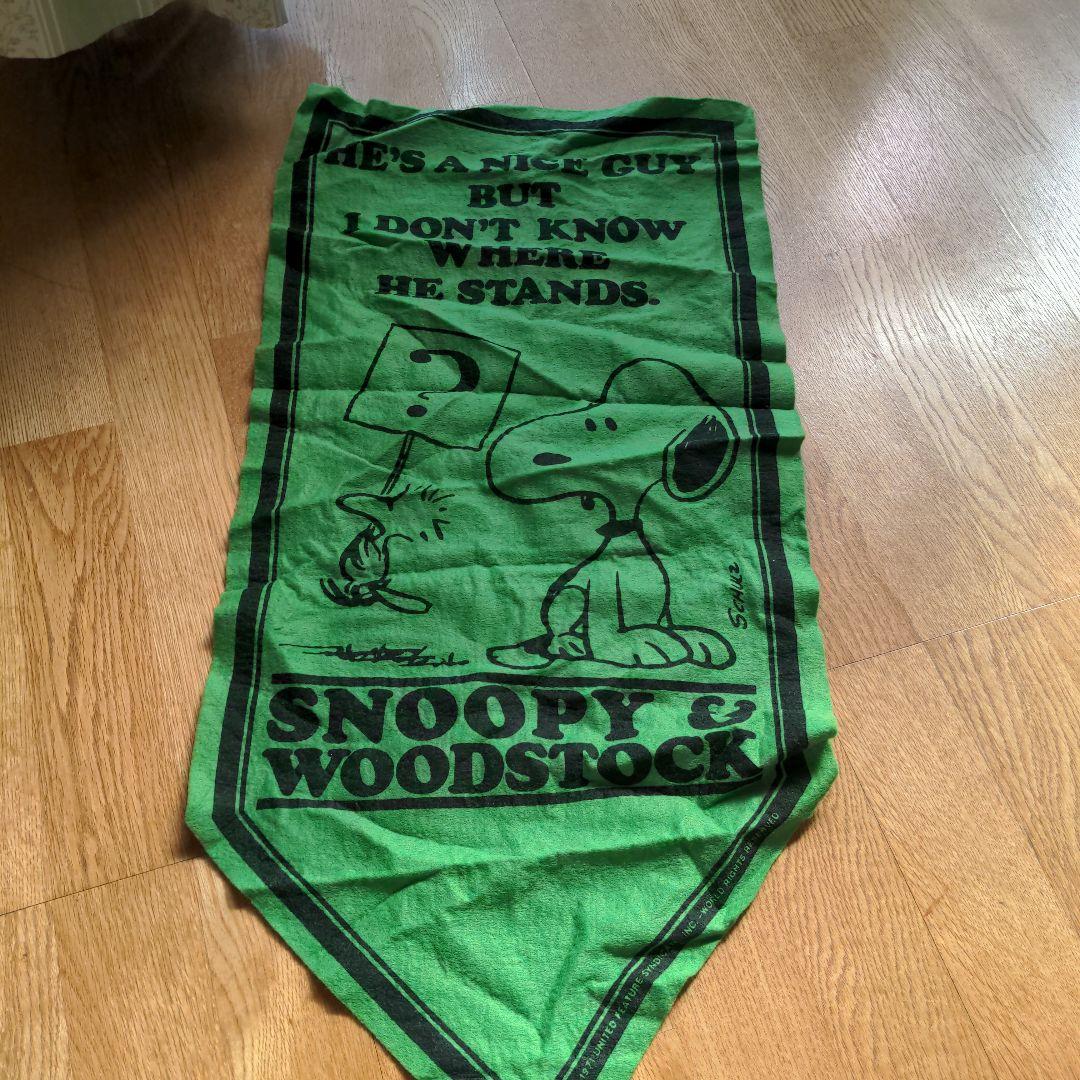 HE'S A NICE GUY
BUT
I DON'T KNOW
WHERE
HE STANDS.
?
SCHULZ
SNOOPY &
WOODSTOCK
1971 UNITED FEATURE SYNDICATE INC.-WORLD RIGHTS RESERVED